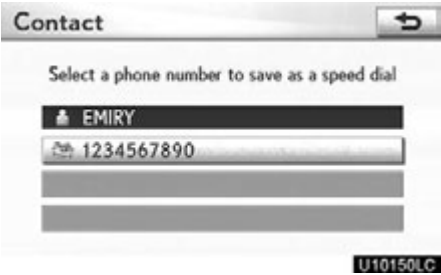 Contact
Select a phone number to save as a speed dial
EMIRY
1234567890
U10150LC